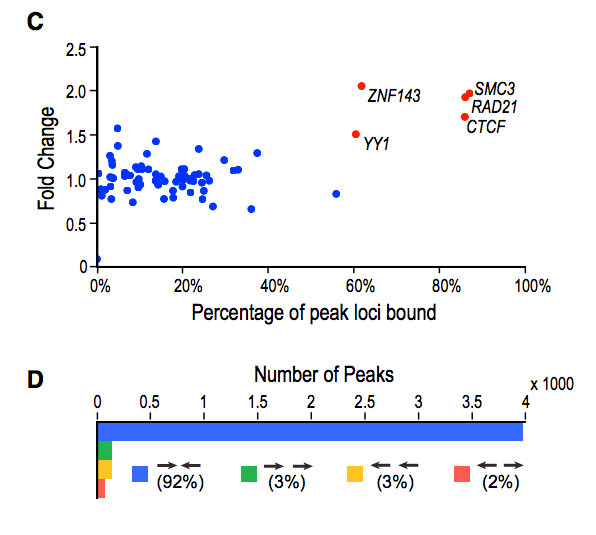 C
2.5
2.0
1.5
1.0
0.5
0
Fold Change
ZNF143
SMC3
RAD21
CTCF
YY1
0% 20% 40% 60% 80% 100%
Percentage of peak loci bound
D
Number of Peaks
x 1000
0 0.5 1 1.5 2 2.5 3 3.5 4
(92%) (3%) (3%) (2%)